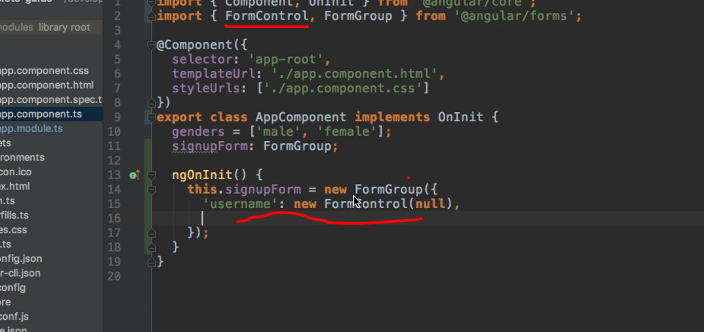 modules library root
1 import { Component, OnInit } from '@angular/core';
2 import { FormControl, FormGroup } from '@angular/forms';
3
app.component.css 4 @Component({
5 selector: 'app-root',
app.component.html 6 templateUrl: './app.component.html',
app.component.spec.t 7 styleUrls: ['./app.component.css']
8 })
app.component.ts 9 export class AppComponent implements OnInit {
app.module.ts 10 genders = ['male', 'female'];
ets 11 signupForm: FormGroup;
ironments 12
con.ico 13 ngOnInit() {
ex.html 14 this.signupForm = new FormGroup({
n.ts 15 'username': new FormControl(null),
yfills.ts 16
es.css 17 });
.ts 18 }
onfig.json 19 }
r-cli.json 20
config
ore
conf.js